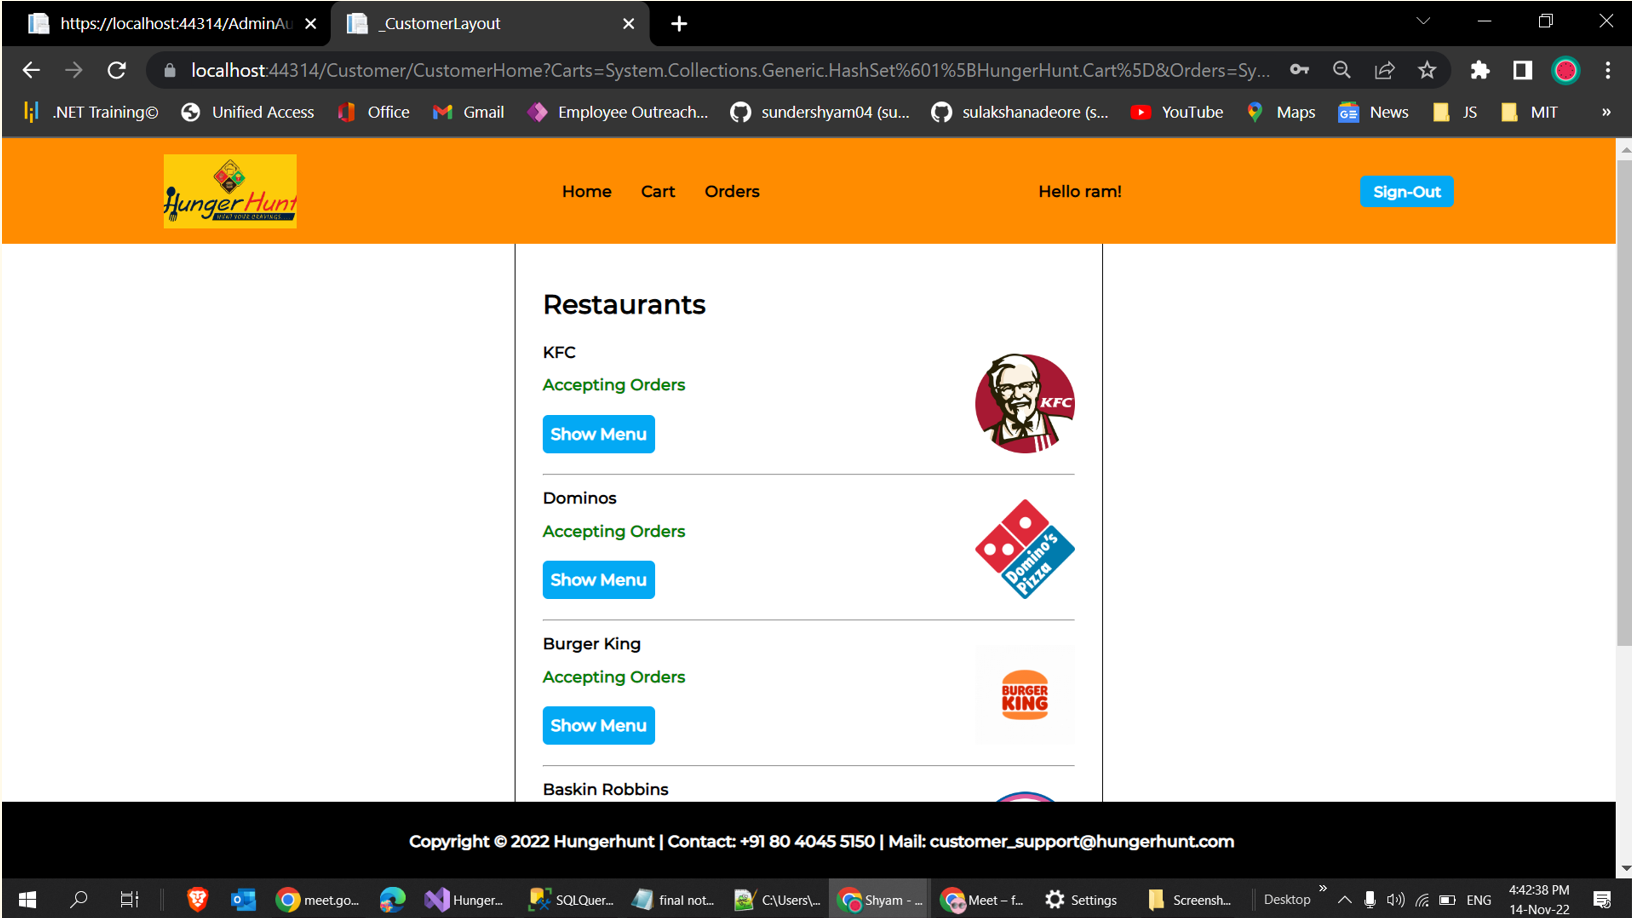 https://localhost:44314/AdminAu
_CustomerLayout
localhost:44314/Customer/CustomerHome?Carts=System.Collections.Generic.HashSet%601%5BHungerHunt.Cart%5D&Orders=Sy...
.NET Training©
Unified Access
Office
Gmail
Employee Outreach...
sundershyam04 (su...
sulakshanadeore (s...
YouTube
Maps
GE
News
JS
MIT
»
Hunger Hunt
HUNT YOUR CRAVINGS
Home
Cart
Orders
Hello ram!
Sign-Out
Restaurants
KFC
Accepting Orders
Show Menu
KFC
Dominos
Accepting Orders
Show Menu
Domino's
Pizza
Burger King
Accepting Orders
Show Menu
BURGER
KING
Baskin Robbins
Copyright © 2022 Hungerhunt | Contact: +91 80 4045 5150 | Mail: customer_support@hungerhunt.com
meet.go...
Hunger...
SQLQuer...
final not...
C:\Users\...
Shyam - ...
Meet – f...
Settings
Screensh...
Desktop
»
ENG
4:42:38 PM
14-Nov-22